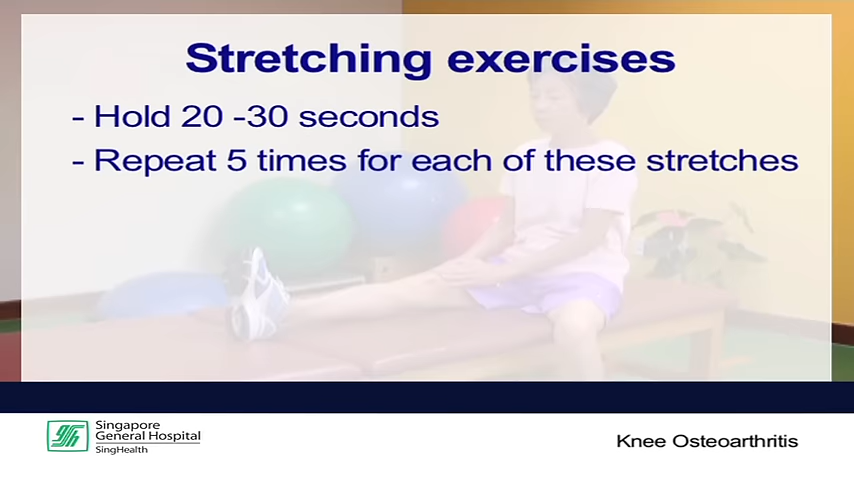 Stretching exercises
- Hold 20 -30 seconds
- Repeat 5 times for each of these stretches
Singapore
General Hospital
SingHealth
Knee Osteoarthritis